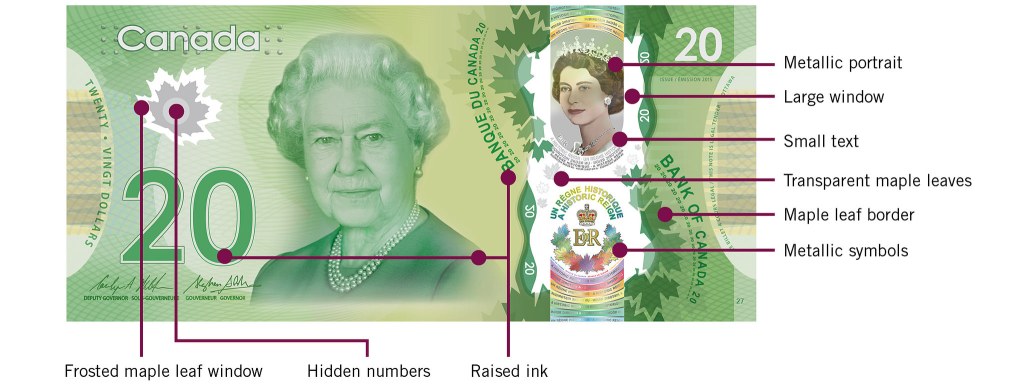 Canada
20
ISSUE / ÉMISSION 2015
TWENTY • VINGT DOLLARS
BANQUE DU CANADA 20
20
20
BANK OF CANADA 20
UN RÈGNE HISTORIQUE
A HISTORIC REIGN
EIIR
20
20
DEPUTY GOVERNOR • SOUS-GOUVERNEUR
GOUVERNEUR • GOVERNOR
27
Metallic portrait
Large window
Small text
Transparent maple leaves
Maple leaf border
Metallic symbols
Frosted maple leaf window
Hidden numbers
Raised ink